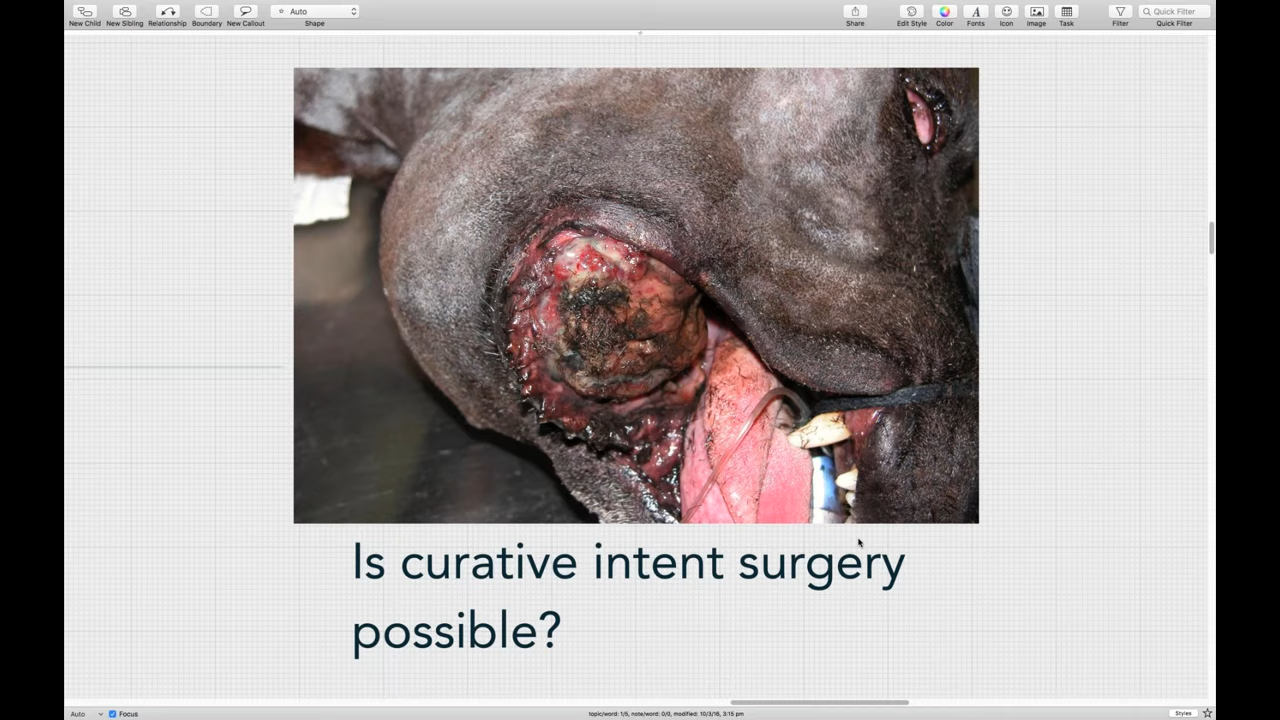 Auto
New Child New Sibling Relationship Boundary New Callout Shape Share Edit Style Color Fonts Icon Image Task Filter Quick Filter
Quick Filter
Is curative intent surgery
possible?
Auto Focus topic/word: 1/5, note/word: 0/0, modified: 10/3/16, 3:15 pm Styles